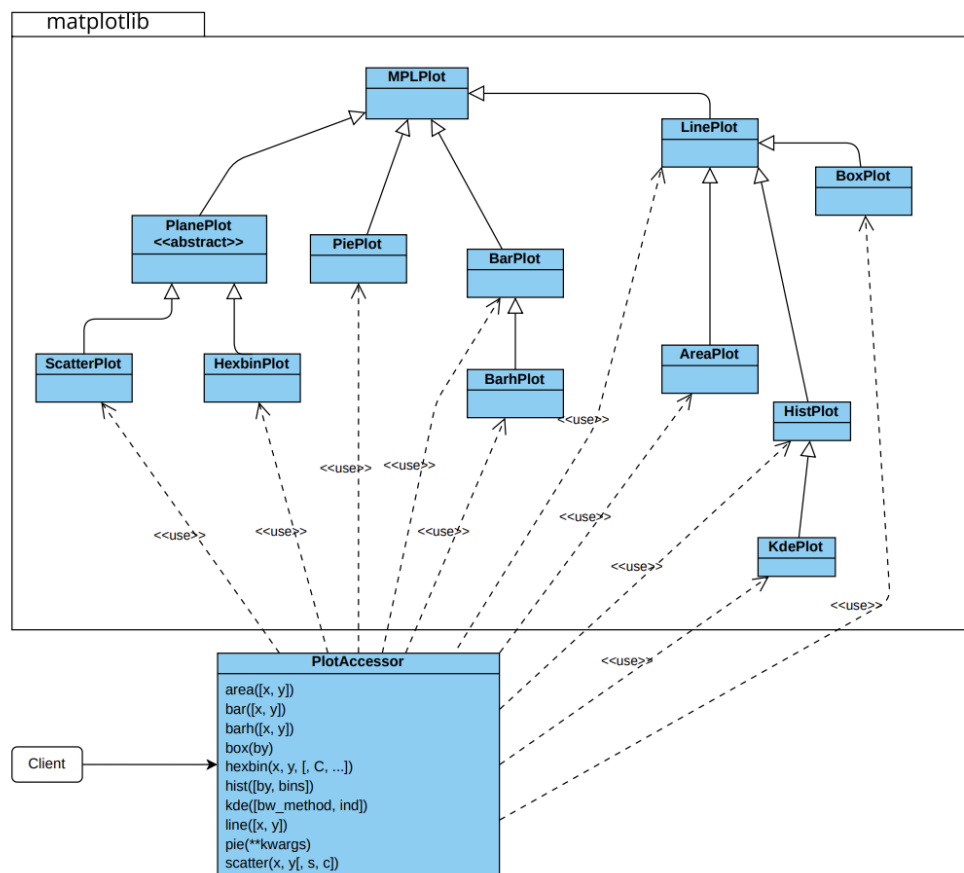 matplotlib
MPLPlot
LinePlot
BoxPlot
PlanePlot
<<abstract>>
PiePlot
BarPlot
ScatterPlot
HexbinPlot
BarhPlot
AreaPlot
HistPlot
<<use>>
<<use>>
<<use>>
<<use>>
<<use>>
<<use>>
<<use>>
KdePlot
<<use>>
<<use>>
<<use>>
PlotAccessor
area([x, y])
bar([x, y])
barh([x, y])
box(by)
Client
hexbin(x, y, [, C, ...])
hist([by, bins])
kde([bw_method, ind])
line([x, y])
pie(**kwargs)
scatter(x, y[, s, c])